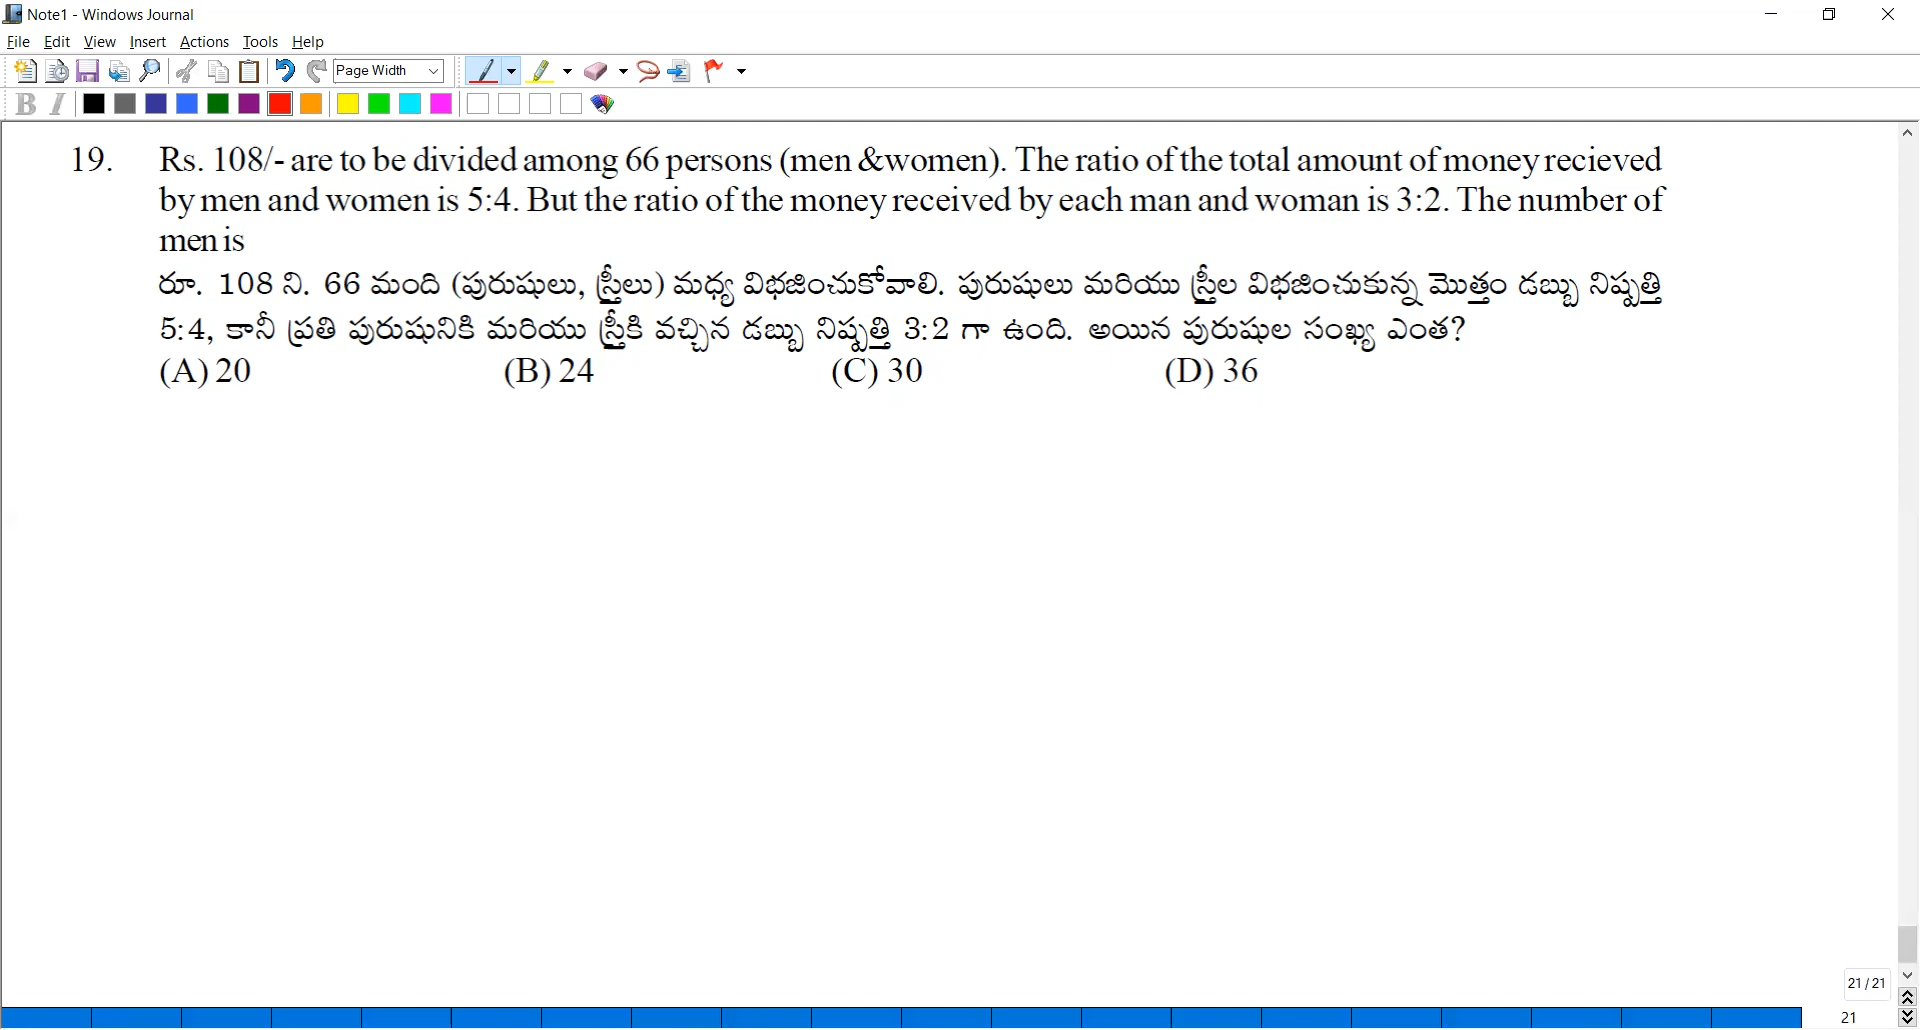 Note1 - Windows Journal
File Edit View Insert Actions Tools Help
Page Width
B I
19. Rs. 108/- are to be divided among 66 persons (men &women). The ratio of the total amount of money recieved
by men and women is 5:4. But the ratio of the money received by each man and woman is 3:2. The number of
men is
రూ. 108 ని. 66 మంది (పురుషులు, స్త్రీలు) మధ్య విభజించుకోవాలి. పురుషులు మరియు స్త్రీల విభజించుకున్న మొత్తం డబ్బు నిష్పత్తి
5:4, కానీ ప్రతి పురుషునికి మరియు స్త్రీకి వచ్చిన డబ్బు నిష్పత్తి 3:2 గా ఉంది. అయిన పురుషుల సంఖ్య ఎంత?
(A) 20 (B) 24 (C) 30 (D) 36
21 / 21
21